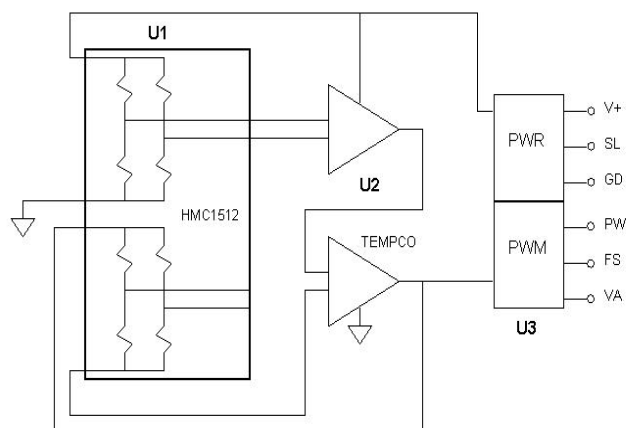 U1
HMC1512
U2
TEMPCO
PWR
PWM
U3
V+
SL
GD
PW
FS
VA